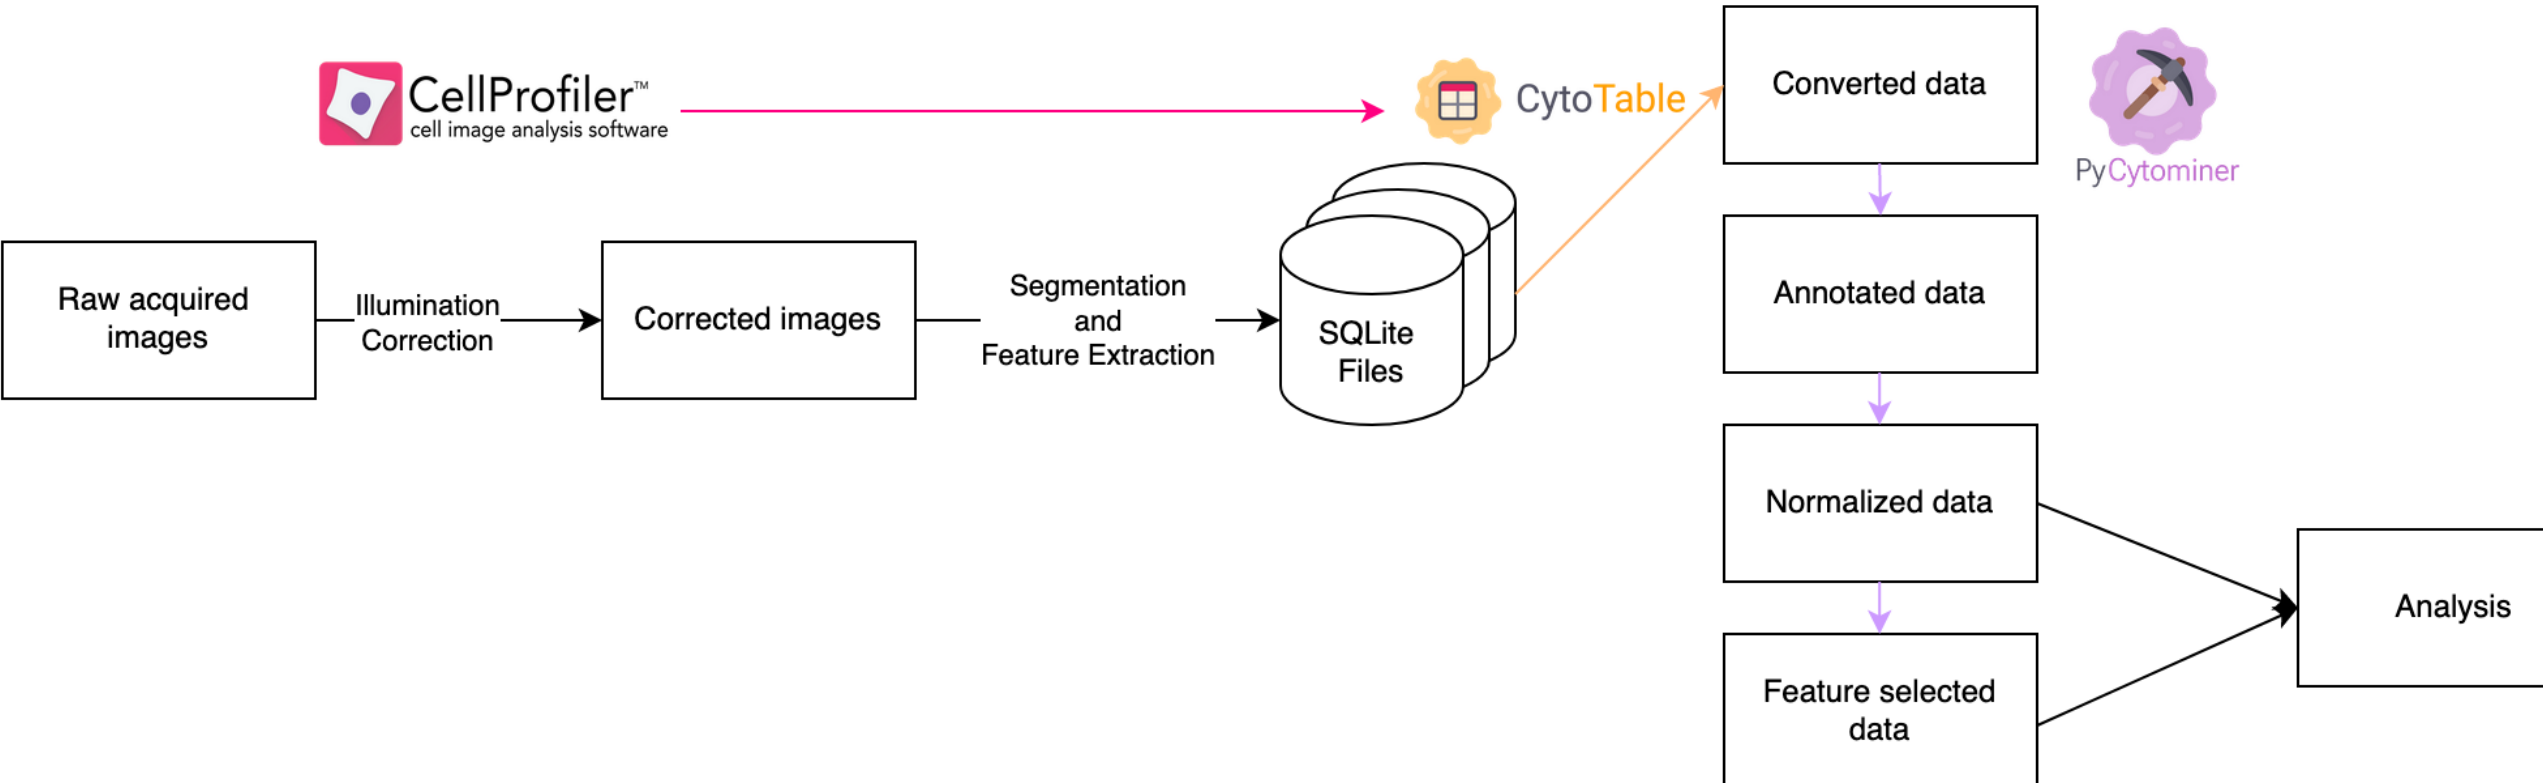 CellProfiler™
cell image analysis software
CytoTable
Converted data
PyCytominer
Raw acquired
images
Illumination
Correction
Corrected images
Segmentation
and
Feature Extraction
SQLite
Files
Annotated data
Normalized data
Feature selected
data
Analysis